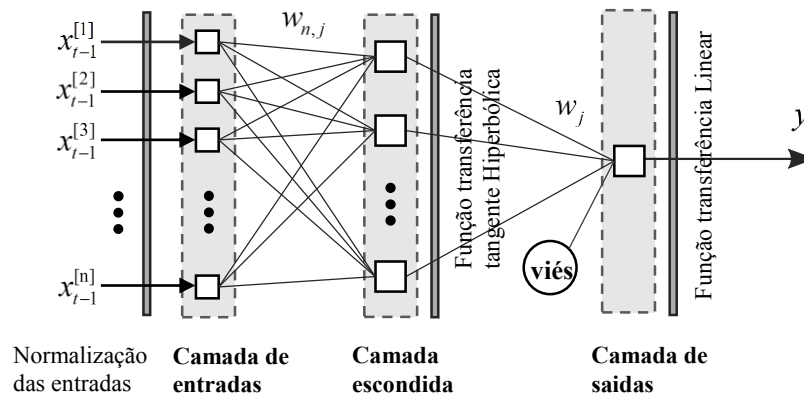 x_{t-1}^{[1]}
x_{t-1}^{[2]}
x_{t-1}^{[3]}
x_{t-1}^{[n]}
w_{n,j}
Função transferência
tangente Hiperbólica
w_j
viés
Função transferência Linear
y
Normalização
das entradas
Camada de
entradas
Camada
escondida
Camada de
saidas